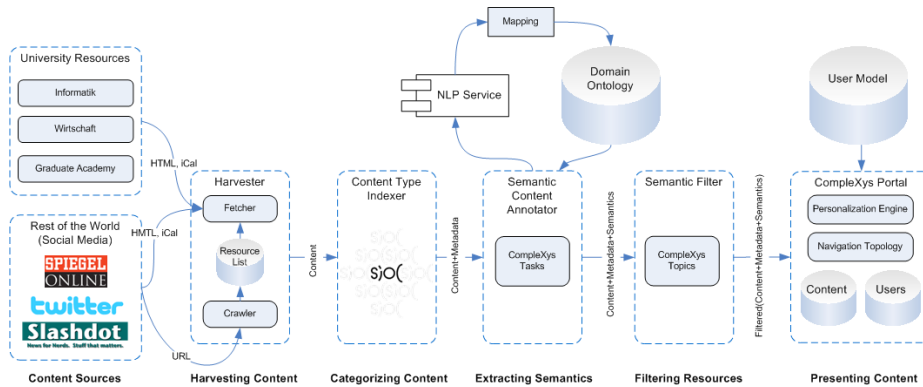 Mapping
University Resources
Informatik
Wirtschaft
Graduate Academy
NLP Service
Domain
Ontology
User Model
HTML, iCal
Harvester
Fetcher
Resource
List
Crawler
Content Type
Indexer
sioc
Semantic
Content
Annotator
CompleXys
Tasks
Semantic Filter
CompleXys
Topics
CompleXys Portal
Personalization Engine
Navigation Topology
Content
Users
Rest of the World
(Social Media)
SPIEGEL
ONLINE
twitter
Slashdot
News for Nerds. Stuff that matters.
HMTL, iCal
URL
Content
Content+Metadata
Content+Metadata+Semantics
Filtered(Content+Metadata+Semantics)
Content Sources
Harvesting Content
Categorizing Content
Extracting Semantics
Filtering Resources
Presenting Content